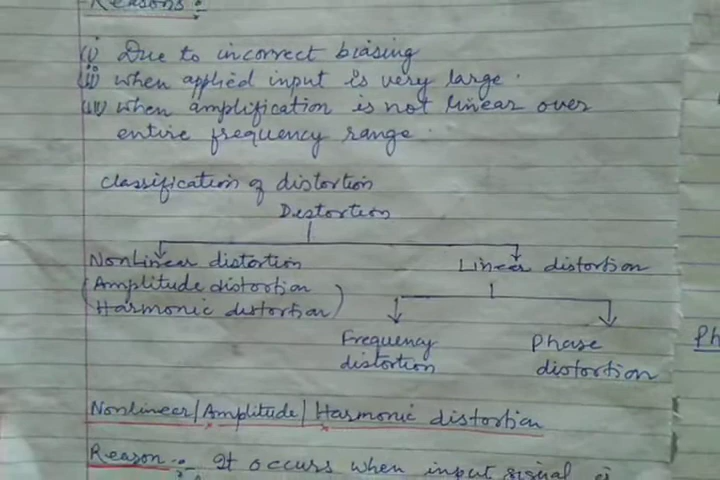 Reasons :-
(i) Due to incorrect biasing
(ii) when applied input is very large.
(iii) when amplification is not linear over
entire frequency range.
Classification of distortion
Distortion
Nonlinear distortion
Linear distortion
(Amplitude distortion
Harmonic distortion)
Frequency
distortion
Phase
distortion
Ph
Nonlinear/Amplitude/Harmonic distortion
Reason :- It occurs when input signal is